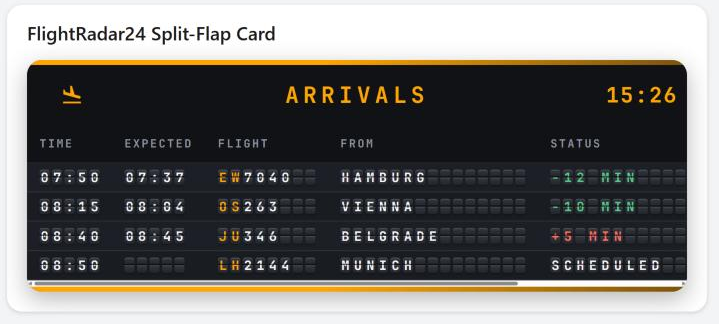 FlightRadar24 Split-Flap Card
ARRIVALS 15:26
TIME EXPECTED FLIGHT FROM STATUS
07:50 07:37 EW7040 HAMBURG -12 MIN
08:15 08:04 OS263 VIENNA -10 MIN
08:40 08:45 JU346 BELGRADE +5 MIN
08:50 LH2144 MUNICH SCHEDULED